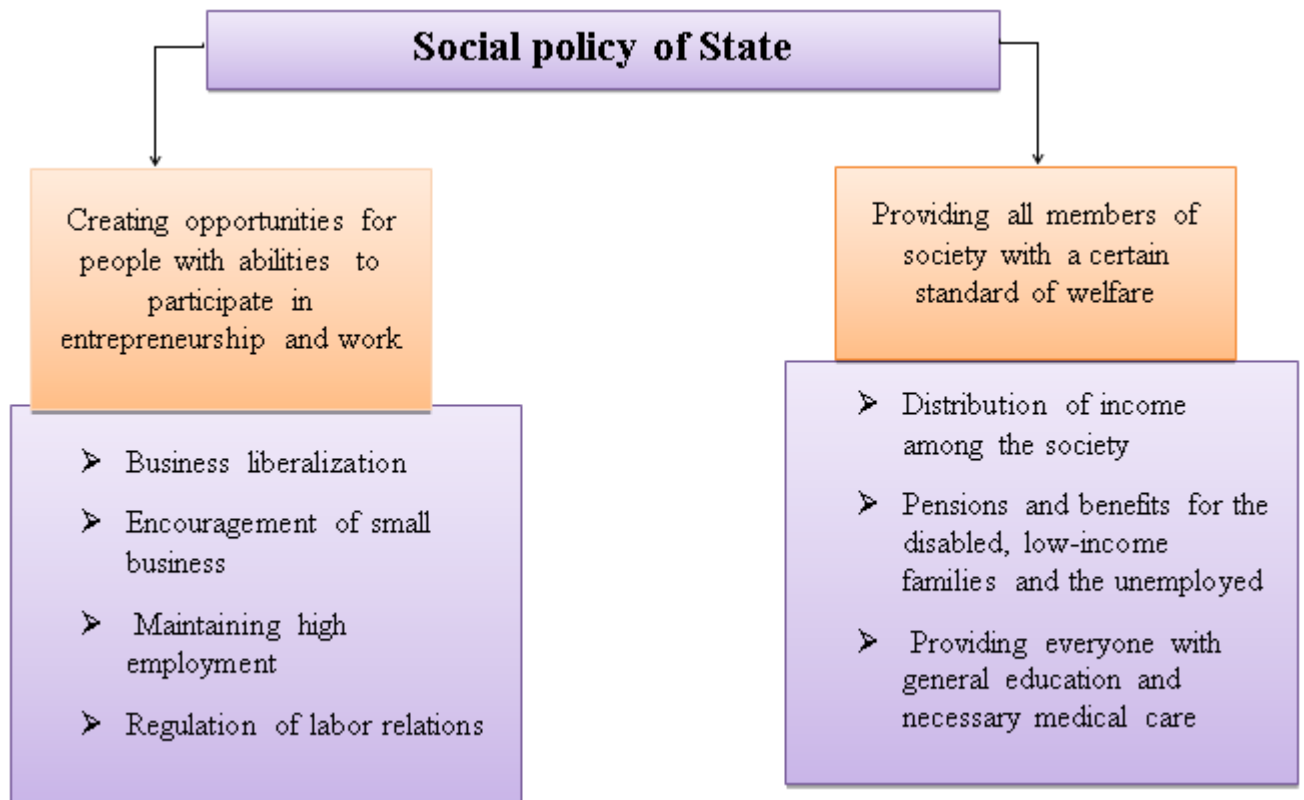 Social policy of State
Creating opportunities for
people with abilities to
participate in
entrepreneurship and work
➢ Business liberalization
➢ Encouragement of small
business
➢ Maintaining high
employment
➢ Regulation of labor relations
Providing all members of
society with a certain
standard of welfare
➢ Distribution of income
among the society
➢ Pensions and benefits for the
disabled, low-income
families and the unemployed
➢ Providing everyone with
general education and
necessary medical care